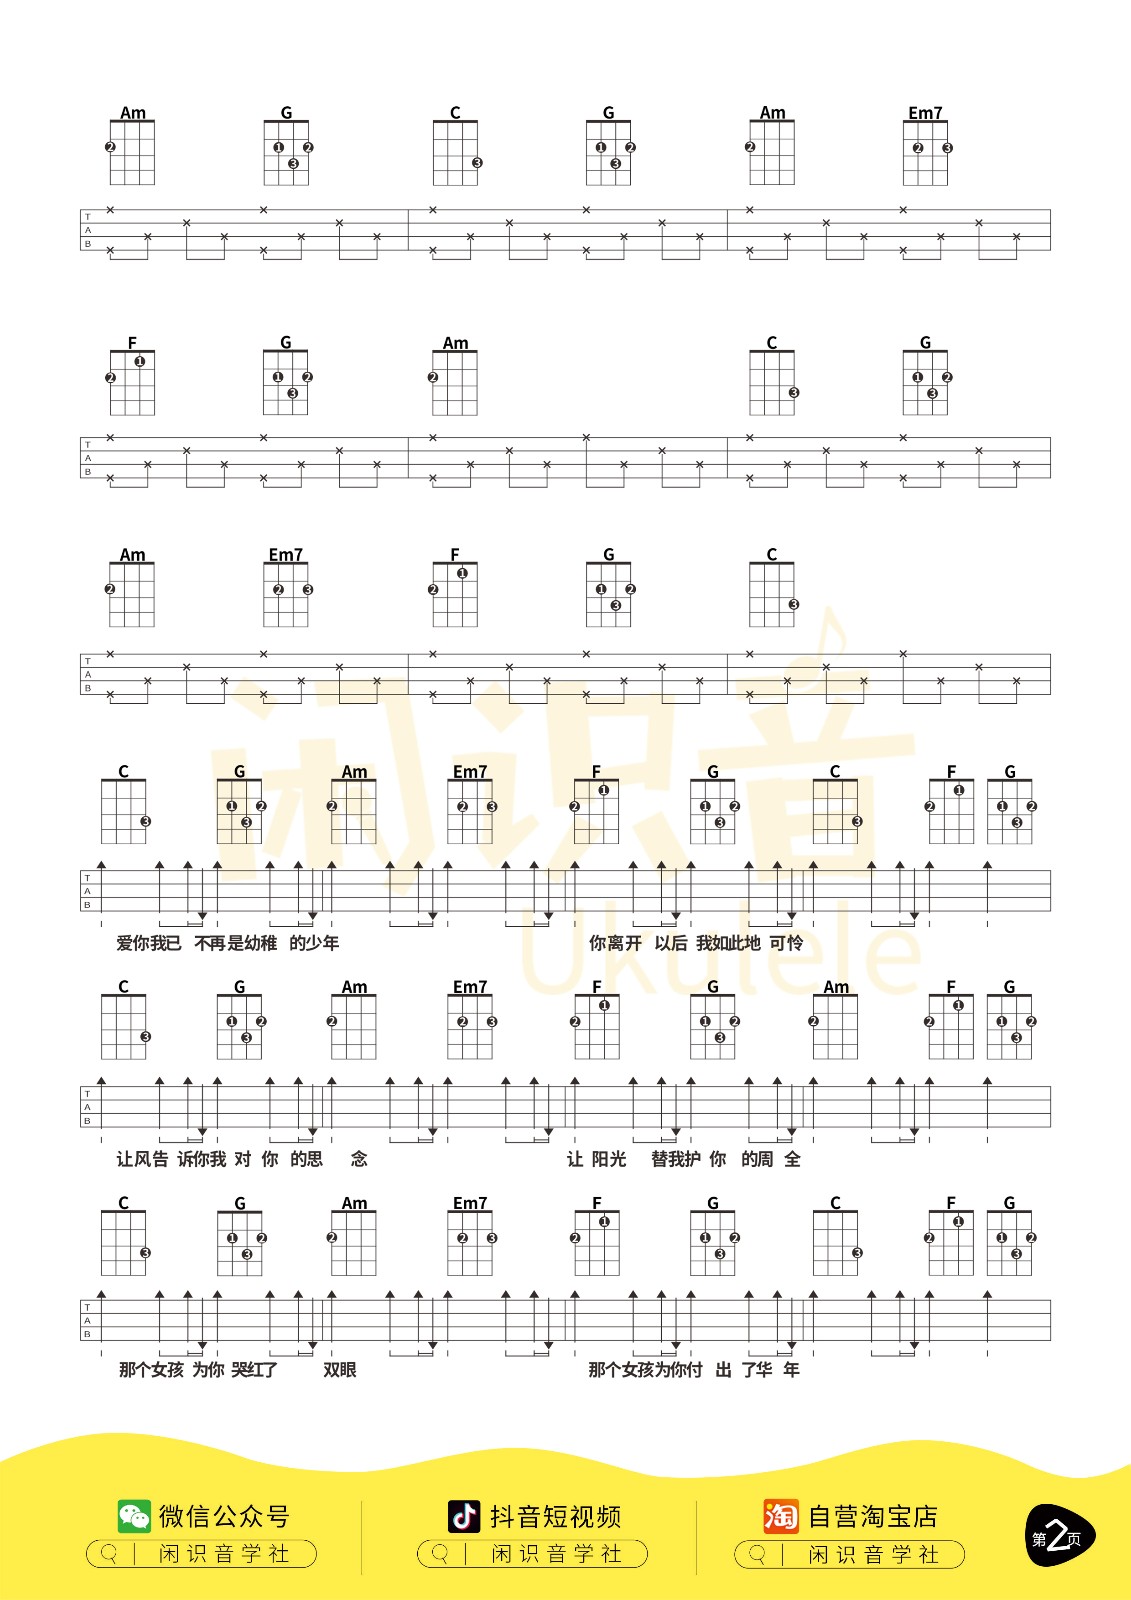 Am G C G Am Em7
T
A
B
F G Am C G
T
A
B
Am Em7 F G C
T
A
B
C G Am Em7 F G C F G
T
A
B
爱你我已 不再是幼稚 的少年 你离开 以后 我如此地 可怜
C G Am Em7 F G Am F G
T
A
B
让风告 诉你我 对 你 的思 念 让 阳光 替我护 你 的周 全
C G Am Em7 F G C F G
T
A
B
那个女孩 为你 哭红了 双眼 那个女孩为你付 出 了华 年
闲识音
Ukulele
微信公众号 抖音短视频 淘 自营淘宝店
闲识音学社 闲识音学社 闲识音学社
第2页